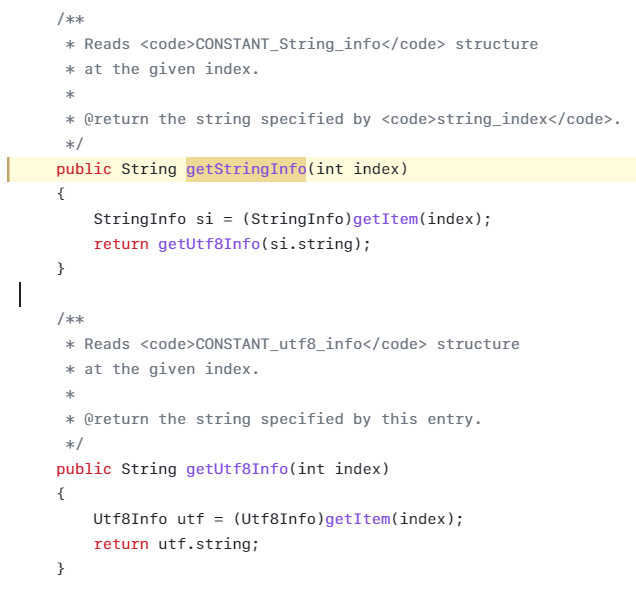 /**
 * Reads <code>CONSTANT_String_info</code> structure
 * at the given index.
 *
 * @return the string specified by <code>string_index</code>.
 */
public String getStringInfo(int index)
{
    StringInfo si = (StringInfo)getItem(index);
    return getUtf8Info(si.string);
}
/**
 * Reads <code>CONSTANT_utf8_info</code> structure
 * at the given index.
 *
 * @return the string specified by this entry.
 */
public String getUtf8Info(int index)
{
    Utf8Info utf = (Utf8Info)getItem(index);
    return utf.string;
}